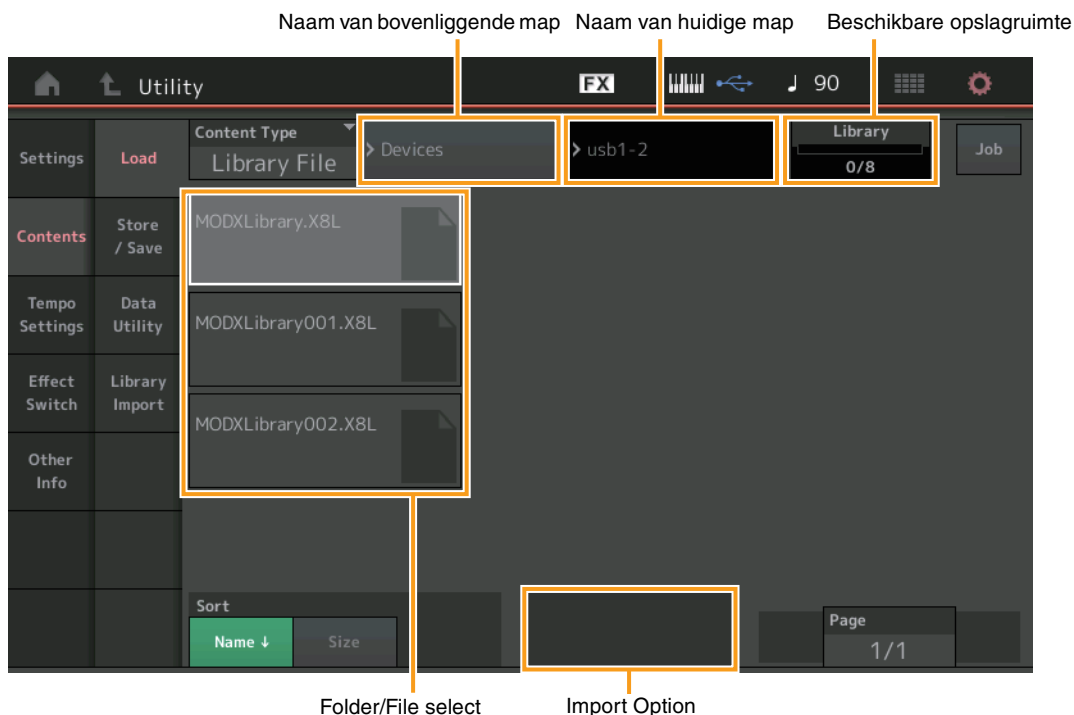 Naam van bovenliggende map
Naam van huidige map
Beschikbare opslagruimte
Utility
FX
90
Settings
Load
Content Type
Library File
Devices
usb1-2
Library
0/8
Job
Contents
Store
/ Save
MODXLibrary.X8L
Tempo
Settings
Data
Utility
MODXLibrary001.X8L
Effect
Switch
Library
Import
MODXLibrary002.X8L
Other
Info
Sort
Name ↓
Size
Page
1/1
Folder/File select
Import Option